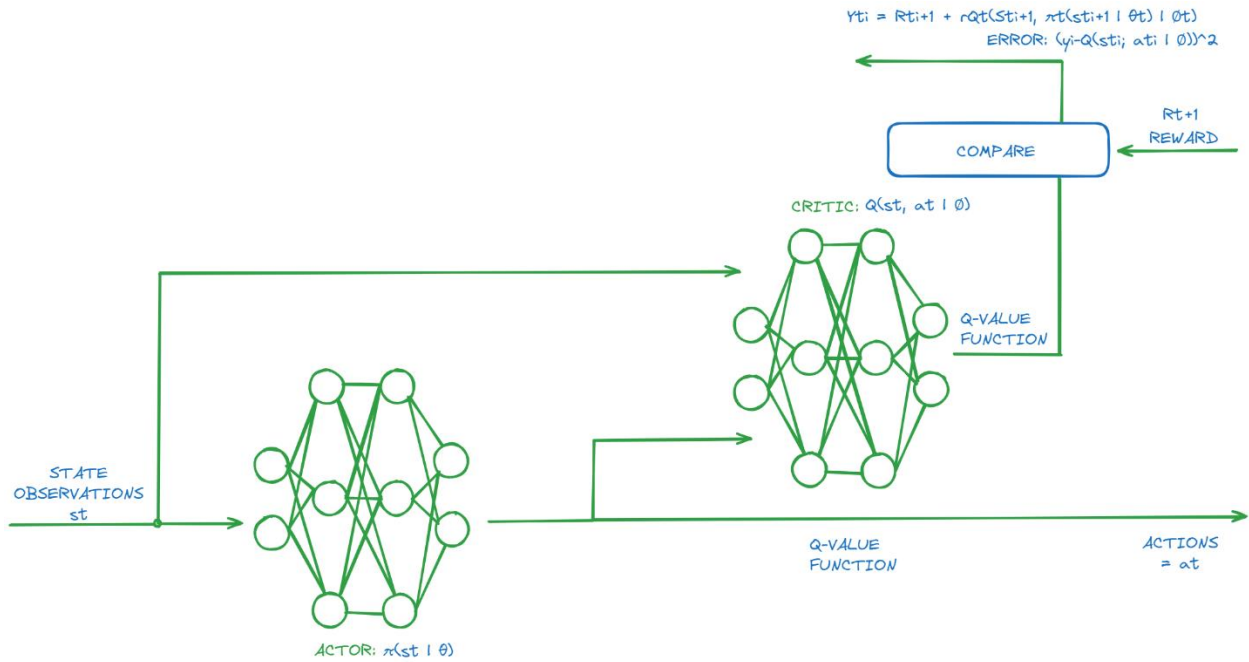 Yti = Rti+1 + rQt(Sti+1, πt(sti+1 | θt) | Øt)
ERROR: (yi-Q(sti; ati | Ø))^2
Rt+1
REWARD
COMPARE
CRITIC: Q(st, at | Ø)
Q-VALUE
FUNCTION
STATE
OBSERVATIONS
st
Q-VALUE
FUNCTION
ACTIONS
= at
ACTOR: π(st | θ)